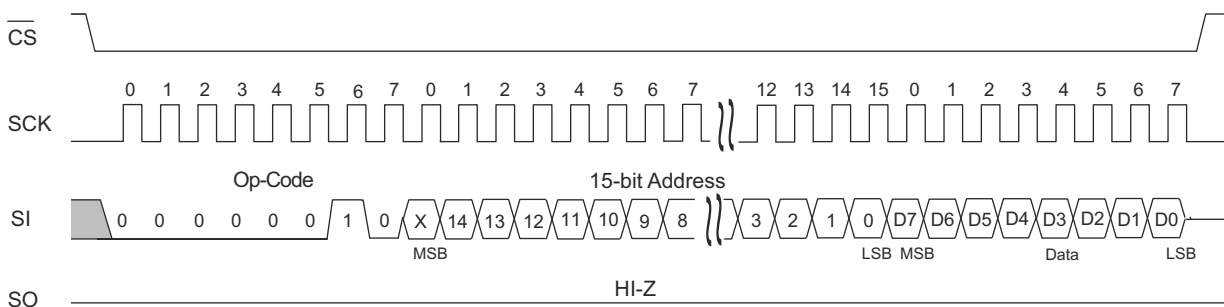 CS
0 1 2 3 4 5 6 7 0 1 2 3 4 5 6 7 12 13 14 15 0 1 2 3 4 5 6 7
SCK
Op-Code 15-bit Address
SI 0 0 0 0 0 0 1 0 X 14 13 12 11 10 9 8 3 2 1 0 D7 D6 D5 D4 D3 D2 D1 D0
MSB LSB MSB Data LSB
HI-Z
SO